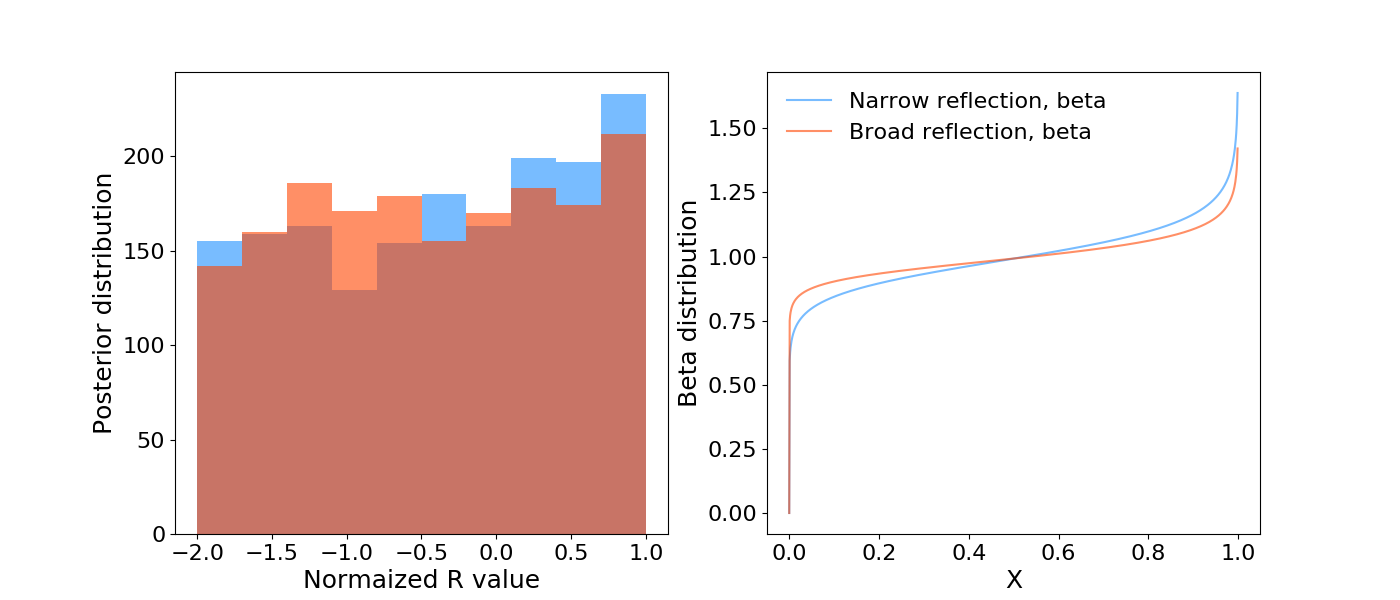 Posterior distribution
200
150
100
50
0
−2.0 −1.5 −1.0 −0.5 0.0 0.5 1.0
Normaized R value
Beta distribution
1.50
1.25
1.00
0.75
0.50
0.25
0.00
Narrow reflection, beta
Broad reflection, beta
0.0 0.2 0.4 0.6 0.8 1.0
X